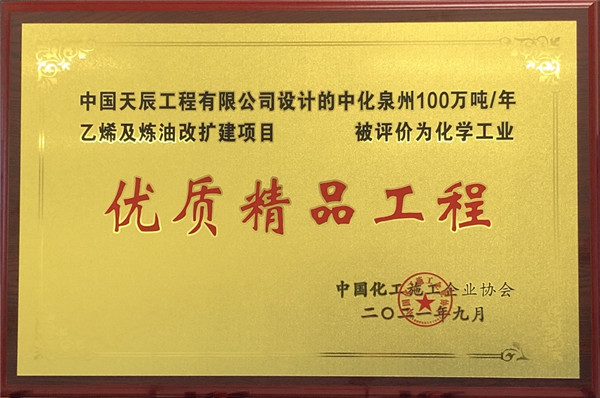 中国天辰工程有限公司设计的中化泉州100万吨/年
乙烯及炼油改扩建项目 被评价为化学工业
优质精品工程
中国化工施工企业协会
二〇二一年九月